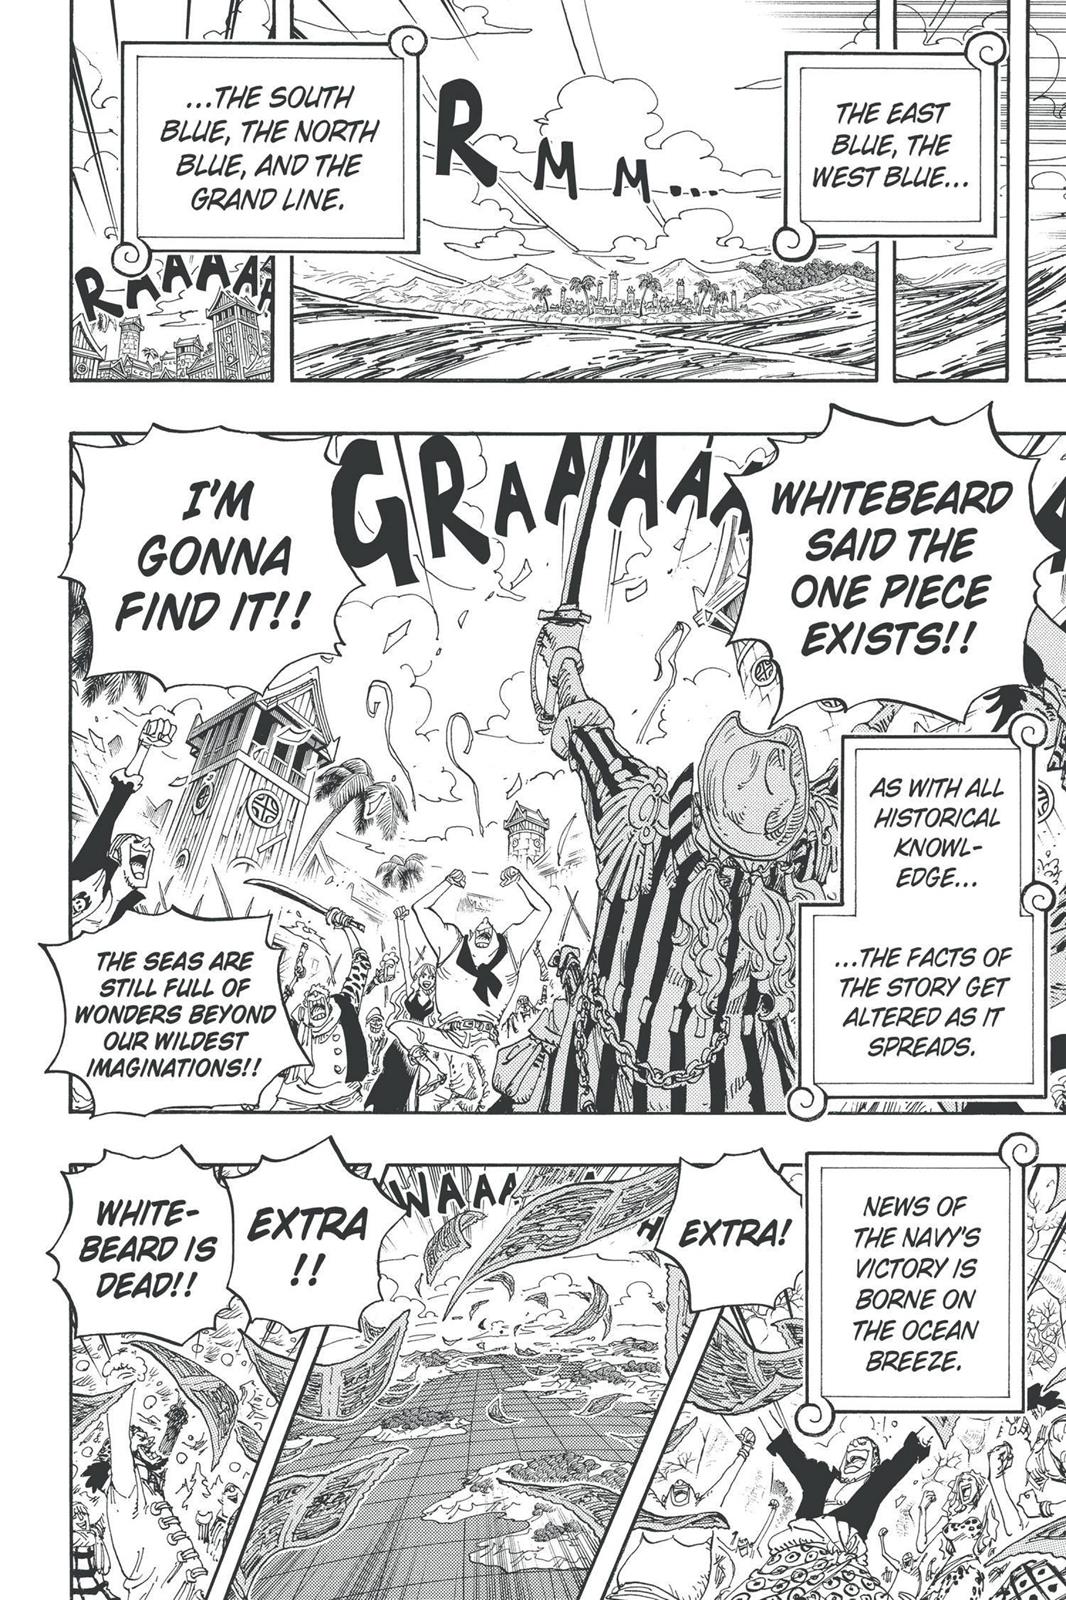 THE EAST
BLUE, THE
WEST BLUE...
RMM...
...THE SOUTH
BLUE, THE NORTH
BLUE, AND THE
GRAND LINE.
RAAAAA
WHITEBEARD
SAID THE
ONE PIECE
EXISTS!!
GRAAAAAA
I'M
GONNA
FIND IT!!
AS WITH ALL
HISTORICAL
KNOWL-
EDGE...
...THE FACTS OF
THE STORY GET
ALTERED AS IT
SPREADS.
THE SEAS ARE
STILL FULL OF
WONDERS BEYOND
OUR WILDEST
IMAGINATIONS!!
NEWS OF
THE NAVY'S
VICTORY IS
BORNE ON
THE OCEAN
BREEZE.
EXTRA!
WAAA
EXTRA
!!
WHITE-
BEARD IS
DEAD!!